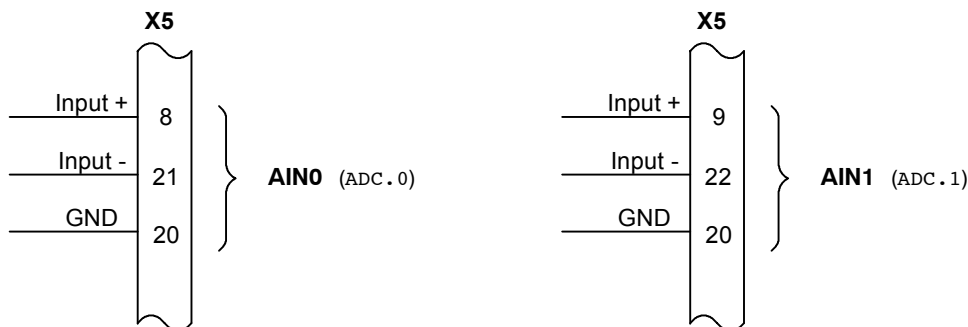 X5
Input + 8
Input - 21
GND 20
AIN0 (ADC.0)
X5
Input + 9
Input - 22
GND 20
AIN1 (ADC.1)